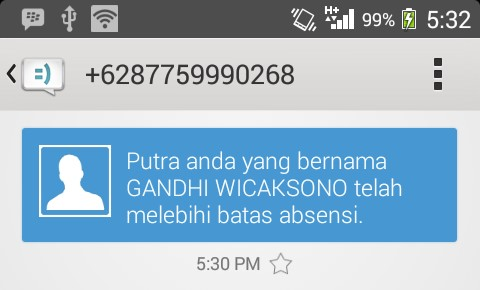 H+
99%
5:32
+6287759990268
Putra anda yang bernama
GANDHI WICAKSONO telah
melebihi batas absensi.
5:30 PM